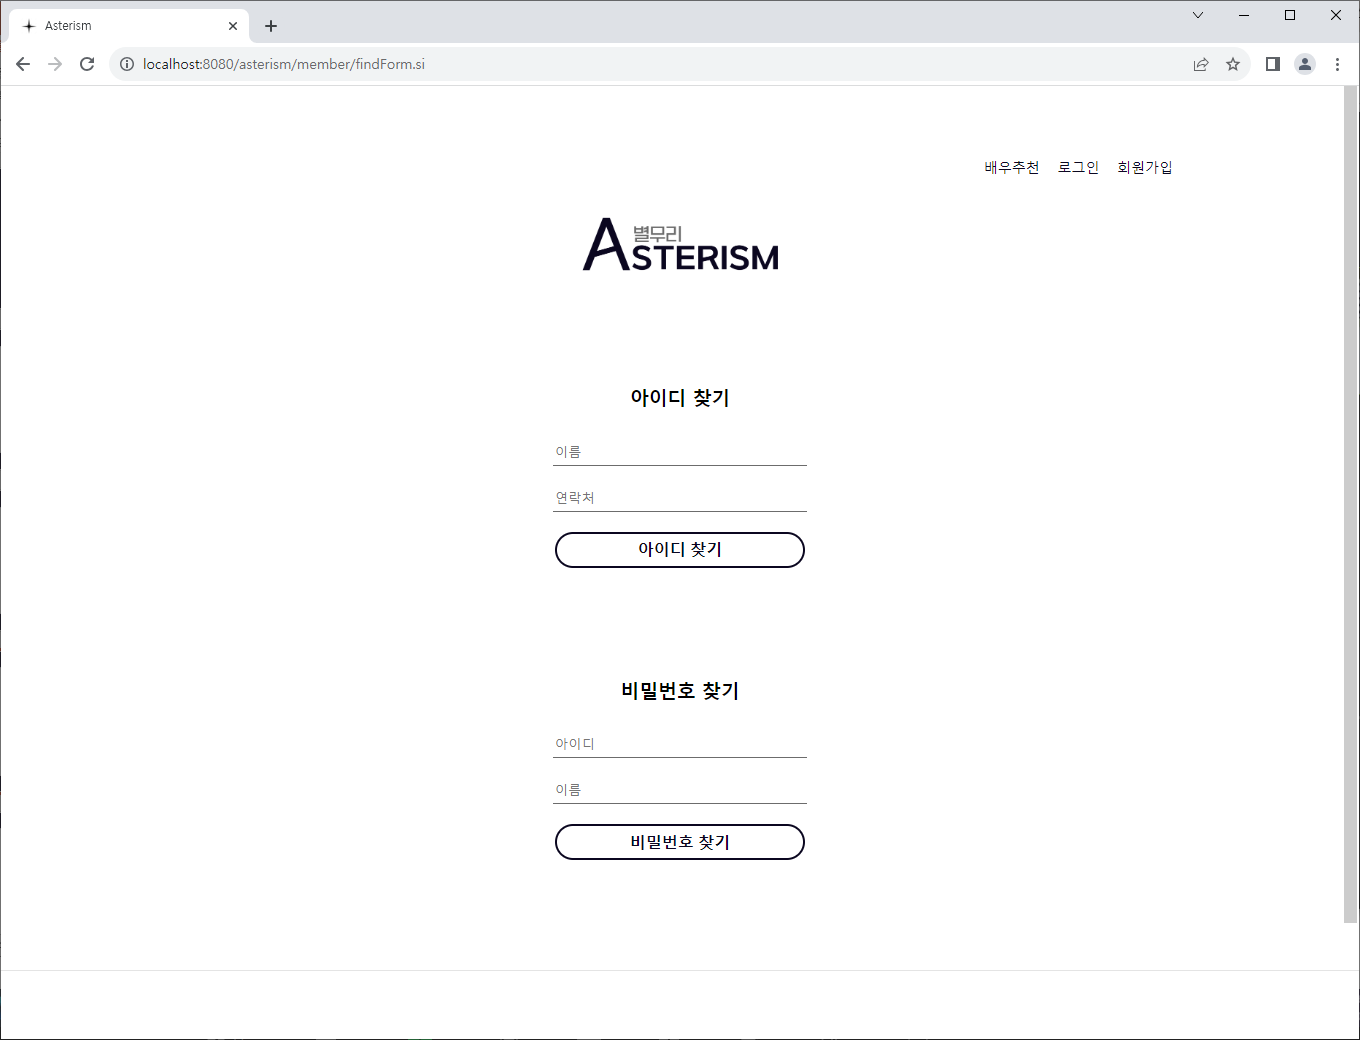 Asterism
localhost:8080/asterism/member/findForm.si
배우추천 로그인 회원가입
별무리
ASTERISM
아이디 찾기
이름
연락처
아이디 찾기
비밀번호 찾기
아이디
이름
비밀번호 찾기